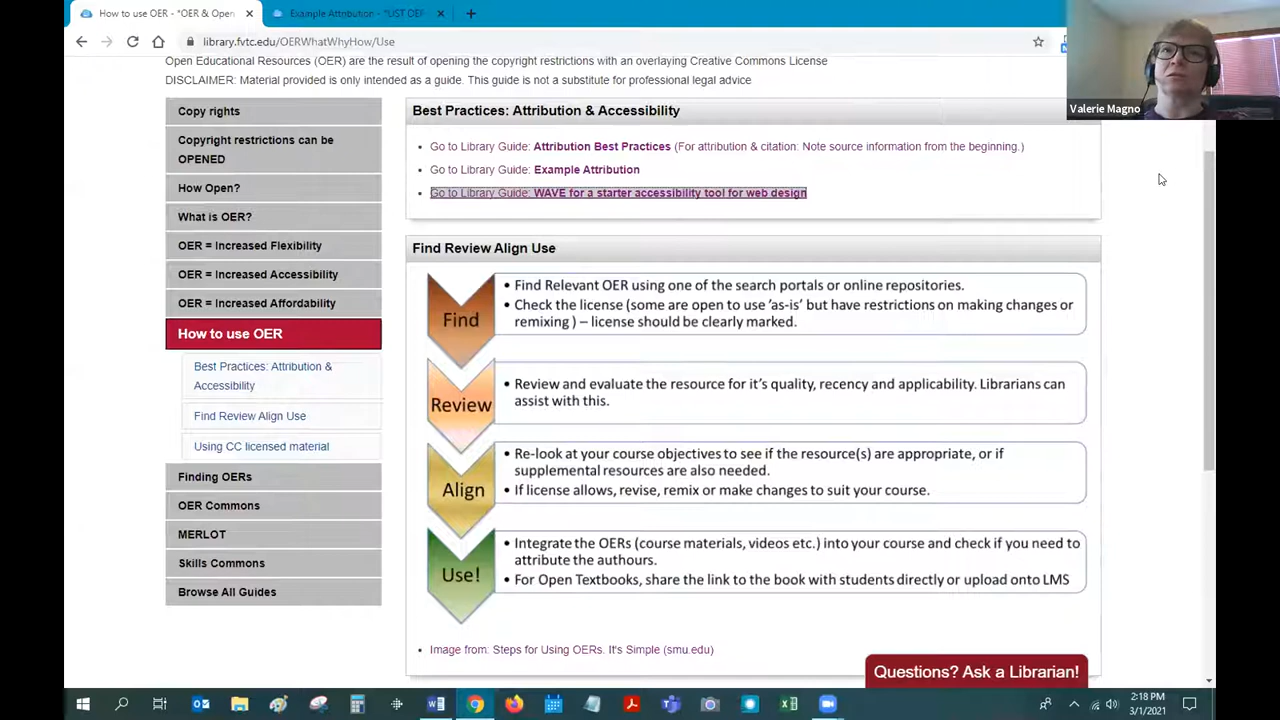 How to use OER - *OER & Open
Example Attribution - *UST OEF
library.fvtc.edu/OERWhatWhyHow/Use
Valerie Magno
Open Educational Resources (OER) are the result of opening the copyright restrictions with an overlaying Creative Commons License
DISCLAIMER: Material provided is only intended as a guide. This guide is not a substitute for professional legal advice
Copy rights
Copyright restrictions can be
OPENED
How Open?
What is OER?
OER = Increased Flexibility
OER = Increased Accessibility
OER = Increased Affordability
How to use OER
Best Practices: Attribution &
Accessibility
Find Review Align Use
Using CC licensed material
Finding OERs
OER Commons
MERLOT
Skills Commons
Browse All Guides
Best Practices: Attribution & Accessibility
Go to Library Guide: Attribution Best Practices (For attribution & citation: Note source information from the beginning.)
Go to Library Guide: Example Attribution
Go to Library Guide: WAVE for a starter accessibility tool for web design
Find Review Align Use
Find
• Find Relevant OER using one of the search portals or online repositories.
• Check the license (some are open to use 'as-is' but have restrictions on making changes or
remixing ) – license should be clearly marked.
Review
• Review and evaluate the resource for it's quality, recency and applicability. Librarians can
assist with this.
Align
• Re-look at your course objectives to see if the resource(s) are appropriate, or if
supplemental resources are also needed.
• If license allows, revise, remix or make changes to suit your course.
Use!
• Integrate the OERs (course materials, videos etc.) into your course and check if you need to
attribute the authours.
• For Open Textbooks, share the link to the book with students directly or upload onto LMS
Image from: Steps for Using OERs. It's Simple (smu.edu)
Questions? Ask a Librarian!
2:18 PM
3/1/2021